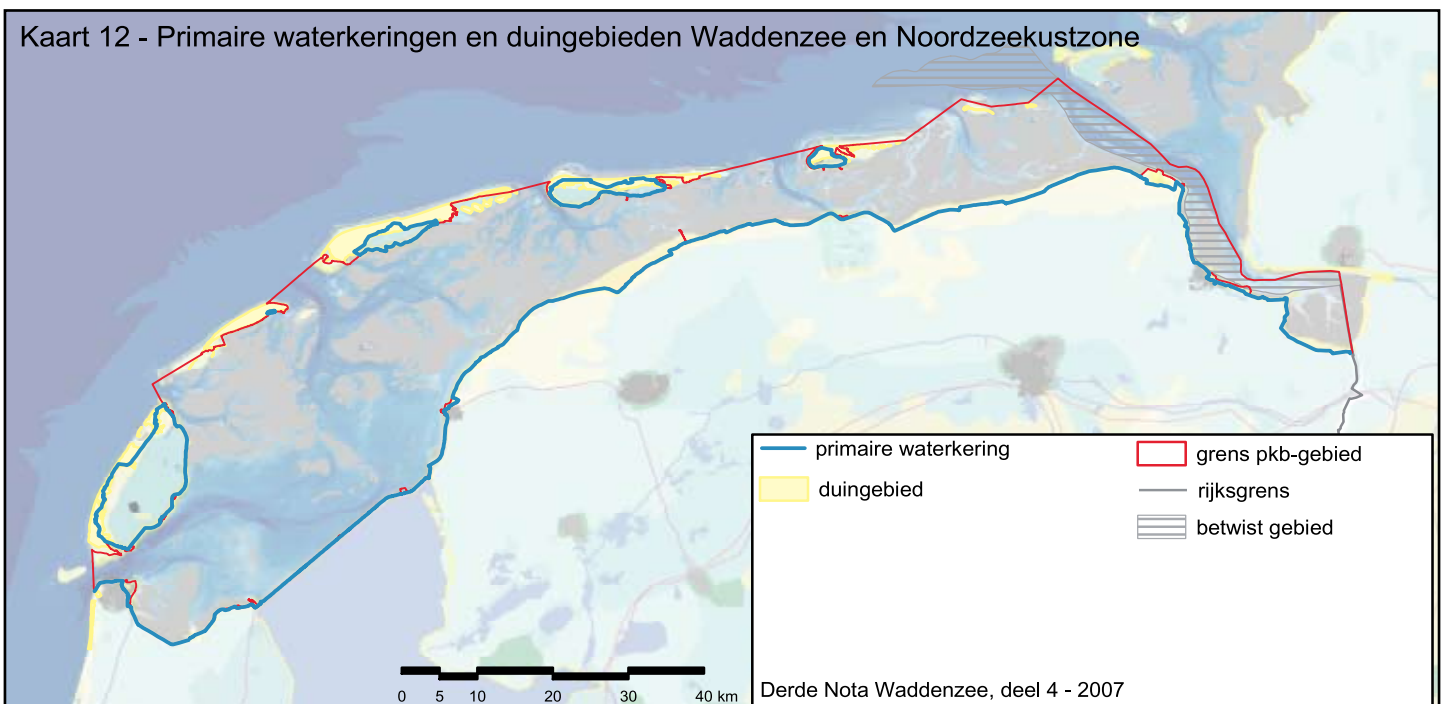 Kaart 12 - Primaire waterkeringen en duingebieden Waddenzee en Noordzeekustzone
primaire waterkering
duingebied
grens pkb-gebied
rijksgrens
betwist gebied
0 5 10 20 30 40 km
Derde Nota Waddenzee, deel 4 - 2007